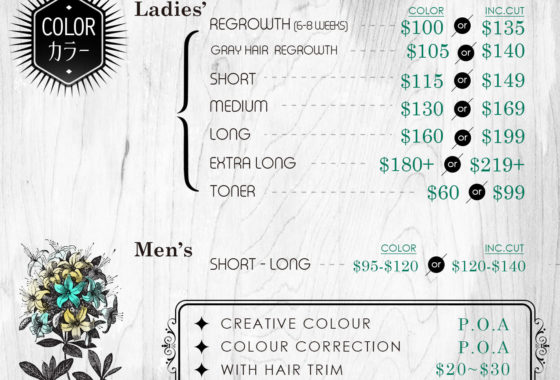 COLOR
カラー
Ladies'
COLOR INC.CUT
REGROWTH (6-8 WEEKS) $100 or $135
GRAY HAIR REGROWTH $105 or $140
SHORT $115 or $149
MEDIUM $130 or $169
LONG $160 or $199
EXTRA LONG $180+ or $219+
TONER $60 or $99
Men's
COLOR INC.CUT
SHORT - LONG $95-$120 or $120-$140
CREATIVE COLOUR P.O.A
COLOUR CORRECTION P.O.A
WITH HAIR TRIM $20~$30